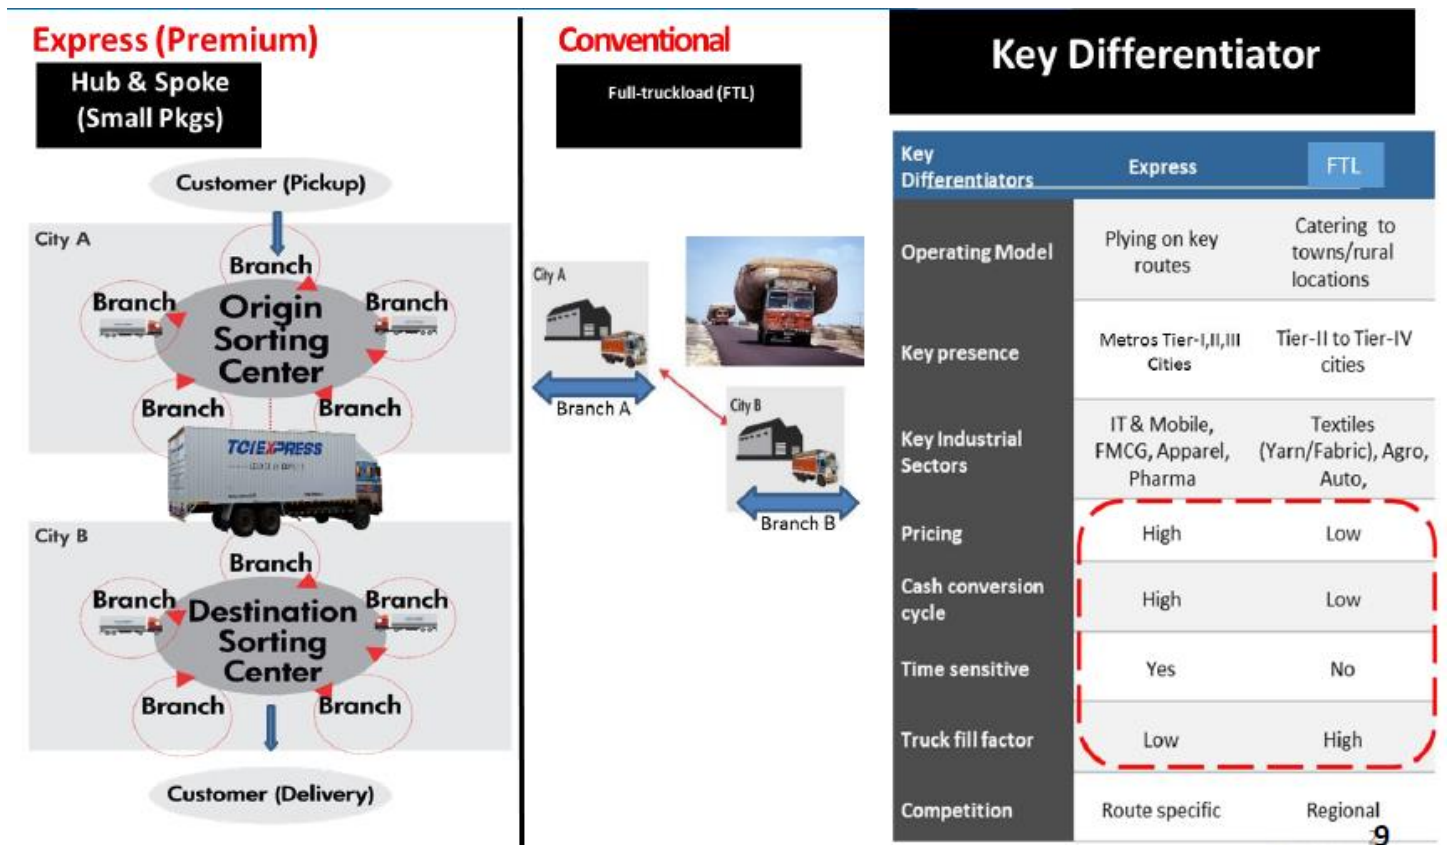 Express (Premium)
Hub & Spoke
(Small Pkgs)
Customer (Pickup)
City A
Branch
Branch
Branch
Origin
Sorting
Center
Branch
Branch
TCIEXPRESS
City B
Branch
Branch
Branch
Destination
Sorting
Center
Branch
Branch
Customer (Delivery)
Conventional
Full-truckload (FTL)
City A
Branch A
City B
Branch B
Key Differentiator
Key
Differentiators
Express
FTL
Operating Model
Plying on key
routes
Catering to
towns/rural
locations
Key presence
Metros Tier-I,II,III
Cities
Tier-II to Tier-IV
cities
Key Industrial
Sectors
IT & Mobile,
FMCG, Apparel,
Pharma
Textiles
(Yarn/Fabric), Agro,
Auto,
Pricing
High
Low
Cash conversion
cycle
High
Low
Time sensitive
Yes
No
Truck fill factor
Low
High
Competition
Route specific
Regional
9